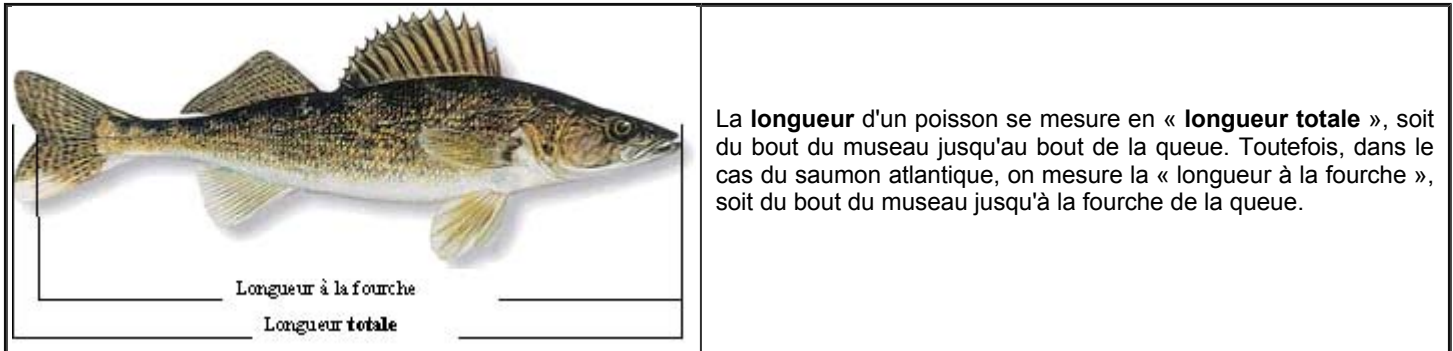 La longueur d'un poisson se mesure en « longueur totale », soit
du bout du museau jusqu'au bout de la queue. Toutefois, dans le
cas du saumon atlantique, on mesure la « longueur à la fourche »,
soit du bout du museau jusqu'à la fourche de la queue.
Longueur à la fourche
Longueur totale